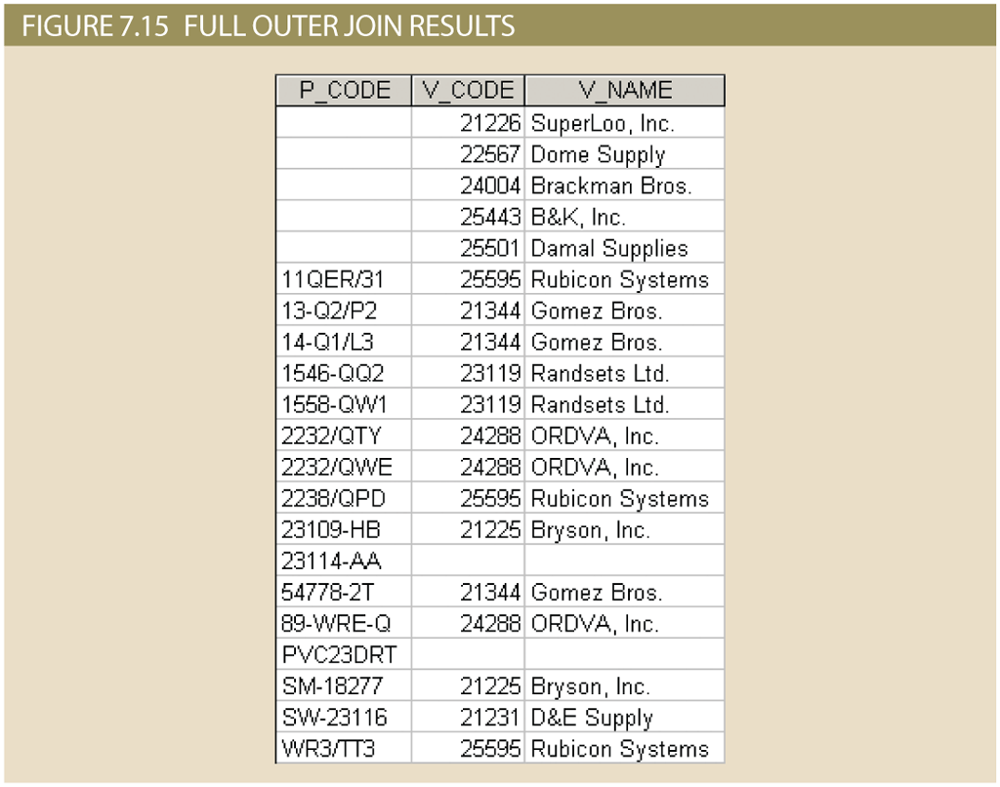 FIGURE 7.15 FULL OUTER JOIN RESULTS
P_CODE V_CODE V_NAME
21226 SuperLoo, Inc.
22567 Dome Supply
24004 Brackman Bros.
25443 B&K, Inc.
25501 Damal Supplies
11QER/31 25595 Rubicon Systems
13-Q2/P2 21344 Gomez Bros.
14-Q1/L3 21344 Gomez Bros.
1546-QQ2 23119 Randsets Ltd.
1558-QW1 23119 Randsets Ltd.
2232/QTY 24288 ORDVA, Inc.
2232/QWE 24288 ORDVA, Inc.
2238/QPD 25595 Rubicon Systems
23109-HB 21225 Bryson, Inc.
23114-AA
54778-2T 21344 Gomez Bros.
89-WRE-Q 24288 ORDVA, Inc.
PVC23DRT
SM-18277 21225 Bryson, Inc.
SW-23116 21231 D&E Supply
WR3/TT3 25595 Rubicon Systems